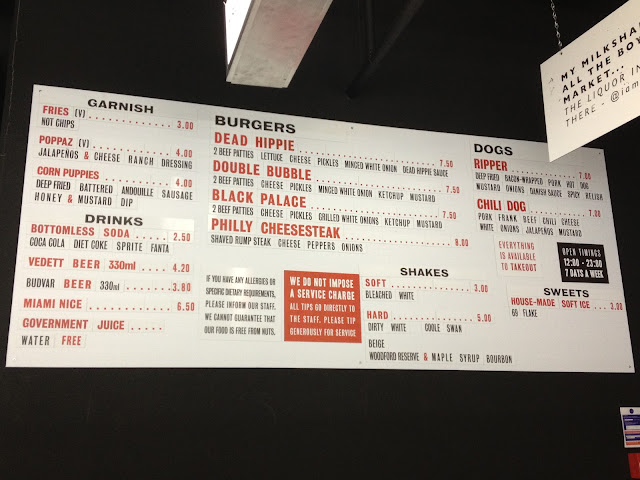 GARNISH
FRIES (V) 3.00
HOT CHIPS
POPPAZ (V) 4.00
JALAPEÑOS & CHEESE RANCH DRESSING
CORN PUPPIES 4.00
DEEP FRIED BATTERED ANDOUILLE SAUSAGE
HONEY & MUSTARD DIP
DRINKS
BOTTOMLESS SODA 2.50
COCA COLA DIET COKE SPRITE FANTA
VEDETT BEER 330ml 4.20
BUDVAR BEER 330ml 3.80
MIAMI NICE 6.50
GOVERNMENT JUICE
WATER FREE
BURGERS
DEAD HIPPIE 7.50
2 BEEF PATTIES LETTUCE CHEESE PICKLES MINCED WHITE ONION DEAD HIPPIE SAUCE
DOUBLE BUBBLE 7.50
2 BEEF PATTIES CHEESE PICKLES MINCED WHITE ONION KETCHUP MUSTARD
BLACK PALACE 7.50
2 BEEF PATTIES CHEESE PICKLES GRILLED WHITE ONIONS KETCHUP MUSTARD
PHILLY CHEESESTEAK 8.00
SHAVED RUMP STEAK CHEESE PEPPERS ONIONS
IF YOU HAVE ANY ALLERGIES OR
SPECIFIC DIETARY REQUIREMENTS,
PLEASE INFORM OUR STAFF.
WE CANNOT GUARANTEE THAT
OUR FOOD IS FREE FROM NUTS.
WE DO NOT IMPOSE
A SERVICE CHARGE
ALL TIPS GO DIRECTLY TO
THE STAFF. PLEASE TIP
GENEROUSLY FOR SERVICE
SHAKES
SOFT 3.00
BLEACHED WHITE
HARD 5.00
DIRTY WHITE COOLE SWAN
BEIGE
WOODFORD RESERVE & MAPLE SYRUP BOURBON
DOGS
RIPPER 7.00
DEEP FRIED BACON-WRAPPED PORK HOT DOG
MUSTARD ONIONS DANISH SAUCE SPICY RELISH
CHILI DOG 7.00
PORK FRANK BEEF CHILI CHEESE
WHITE ONIONS JALAPEÑOS MUSTARD
EVERYTHING
IS AVAILABLE
TO TAKEOUT
OPEN TIMINGS
12:00 - 23:00
7 DAYS A WEEK
SWEETS
HOUSE-MADE SOFT ICE 3.00
69 FLAKE
MY MILKSHA
ALL THE BOY
MARKET...
THE LIQUOR IN
THERE - @iam